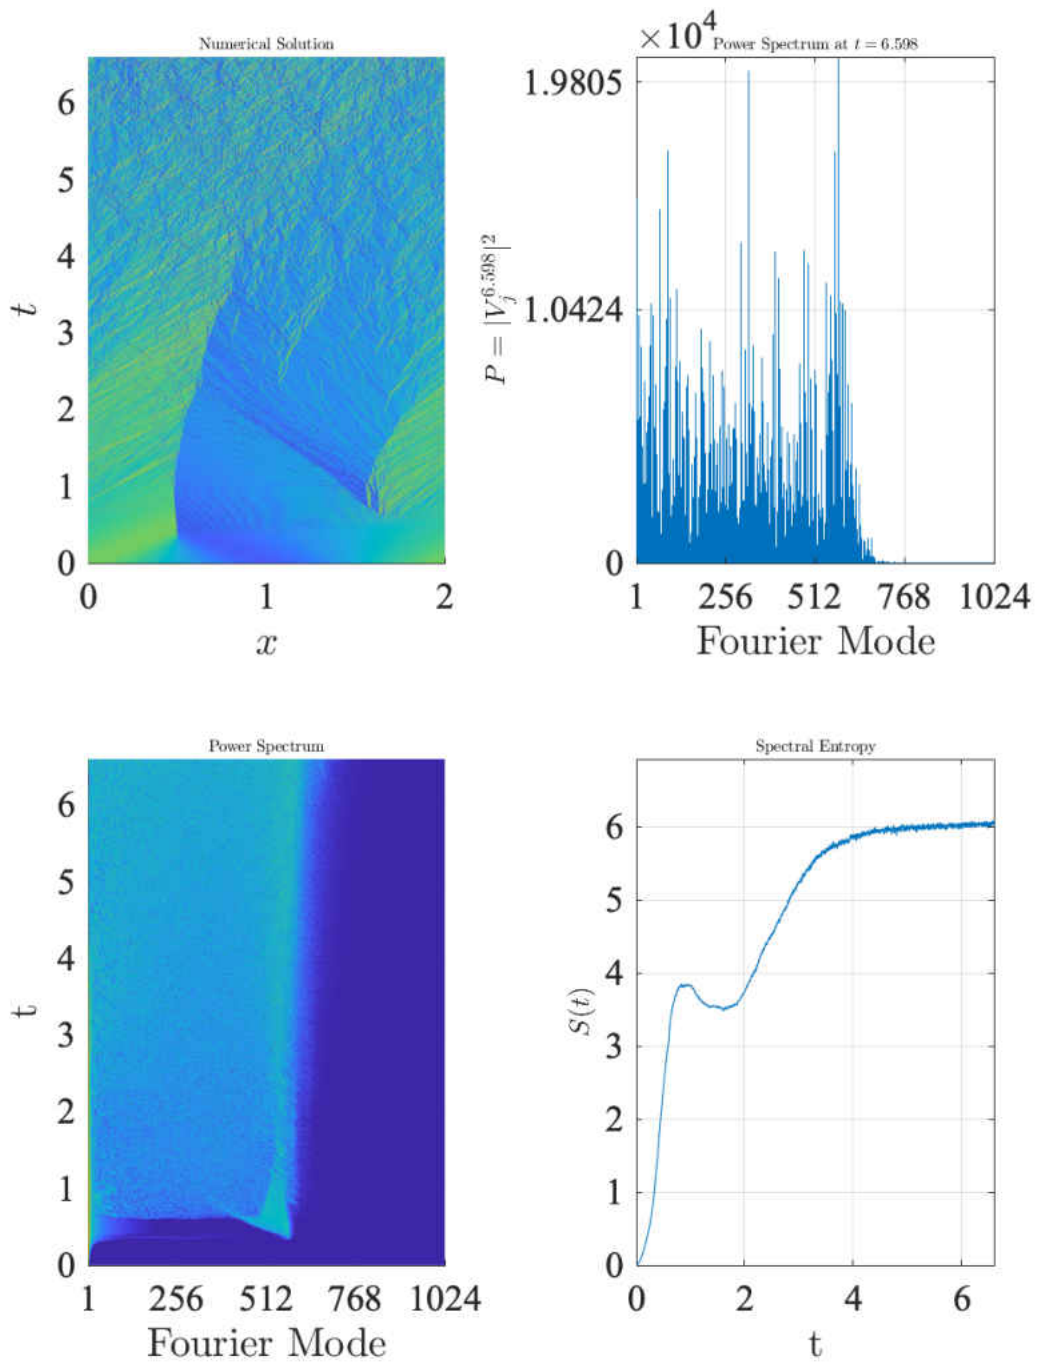 Numerical Solution
6
5
4
3
2
1
0
t
0 1 2
x
×10⁴
Power Spectrum at t = 6.598
1.9805
1.0424
0
P = |V_j^{6.598}|²
1 256 512 768 1024
Fourier Mode
Power Spectrum
6
5
4
3
2
1
0
t
1 256 512 768 1024
Fourier Mode
Spectral Entropy
6
5
4
3
2
1
0
S(t)
0 2 4 6
t